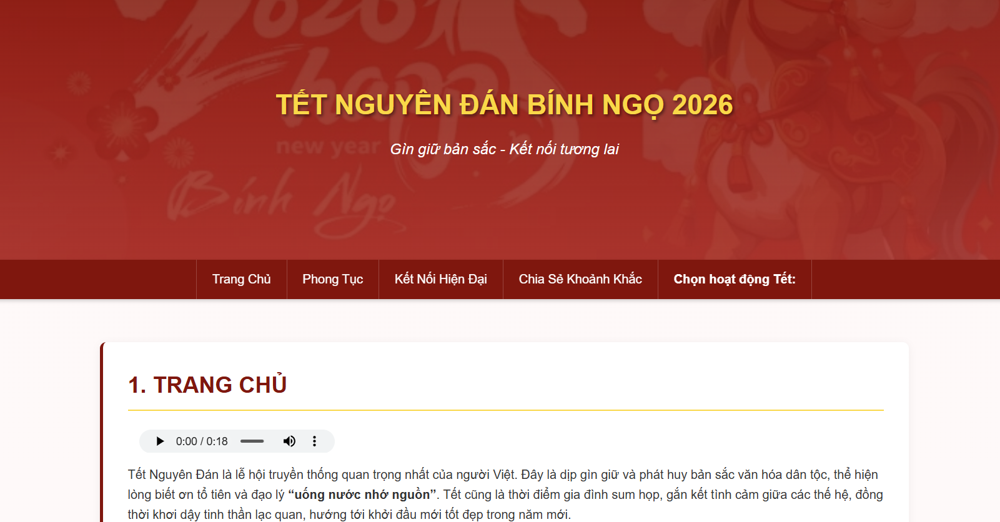 2026
happy
new year
Bính Ngọ
TẾT NGUYÊN ĐÁN BÍNH NGỌ 2026
Gìn giữ bản sắc - Kết nối tương lai
Trang Chủ
Phong Tục
Kết Nối Hiện Đại
Chia Sẻ Khoảnh Khắc
Chọn hoạt động Tết:
1. TRANG CHỦ
0:00 / 0:18
Tết Nguyên Đán là lễ hội truyền thống quan trọng nhất của người Việt. Đây là dịp gìn giữ và phát huy bản sắc văn hóa dân tộc, thể hiện
lòng biết ơn tổ tiên và đạo lý “uống nước nhớ nguồn”. Tết cũng là thời điểm gia đình sum họp, gắn kết tình cảm giữa các thế hệ, đồng
thời khơi dậy tinh thần lạc quan, hướng tới khởi đầu mới tốt đẹp trong năm mới.